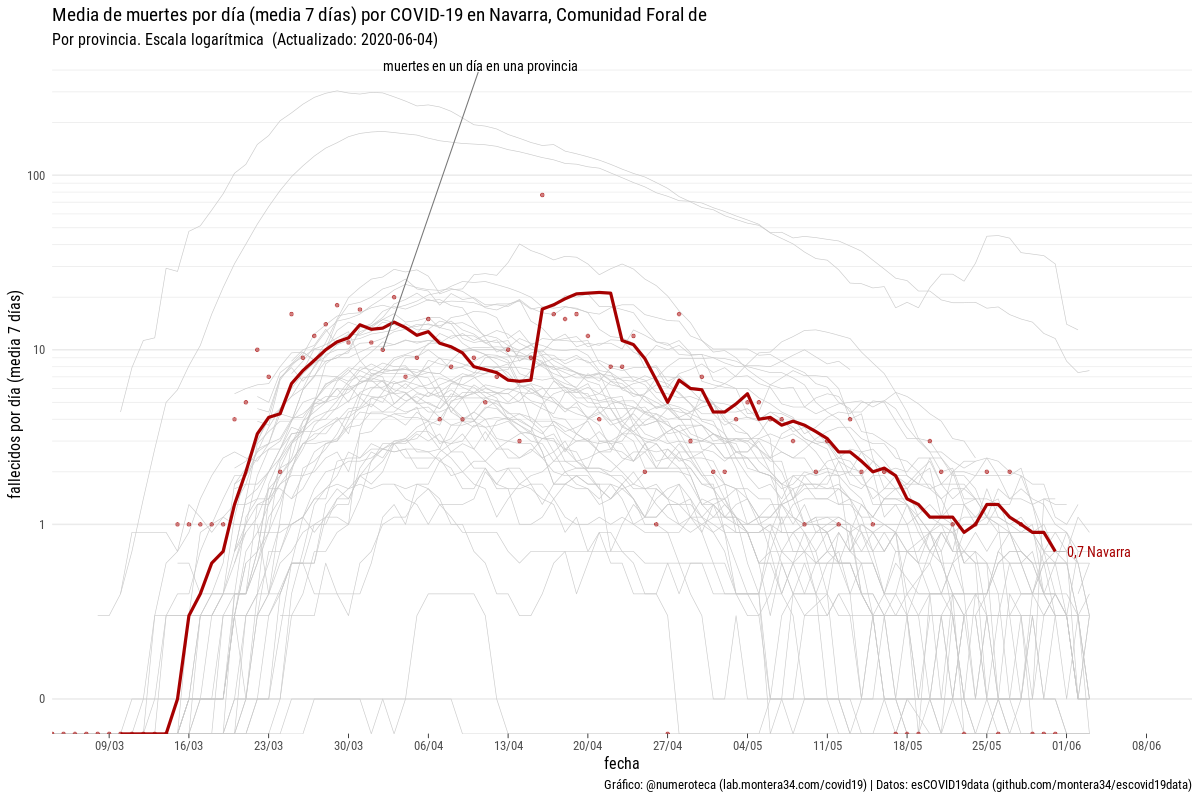 Media de muertes por día (media 7 días) por COVID-19 en Navarra, Comunidad Foral de
Por provincia. Escala logarítmica (Actualizado: 2020-06-04)
muertes en un día en una provincia
100
10
1
0
fallecidos por día (media 7 días)
0,7 Navarra
09/03 16/03 23/03 30/03 06/04 13/04 20/04 27/04 04/05 11/05 18/05 25/05 01/06 08/06
fecha
Gráfico: @numeroteca (lab.montera34.com/covid19) | Datos: esCOVID19data (github.com/montera34/escovid19data)